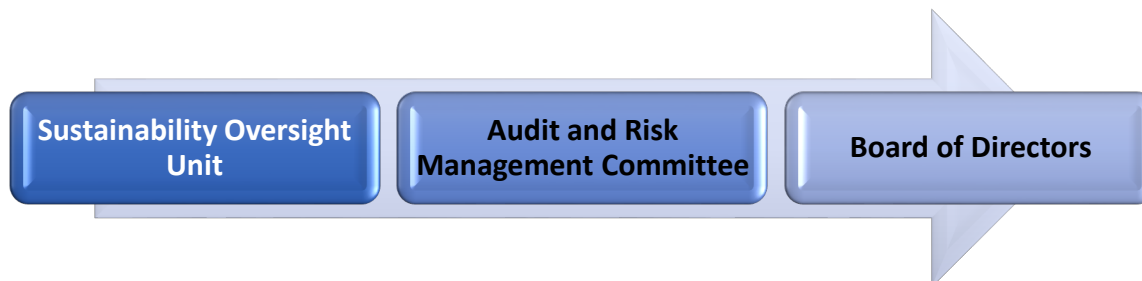 Sustainability Oversight
Unit
Audit and Risk
Management Committee
Board of Directors